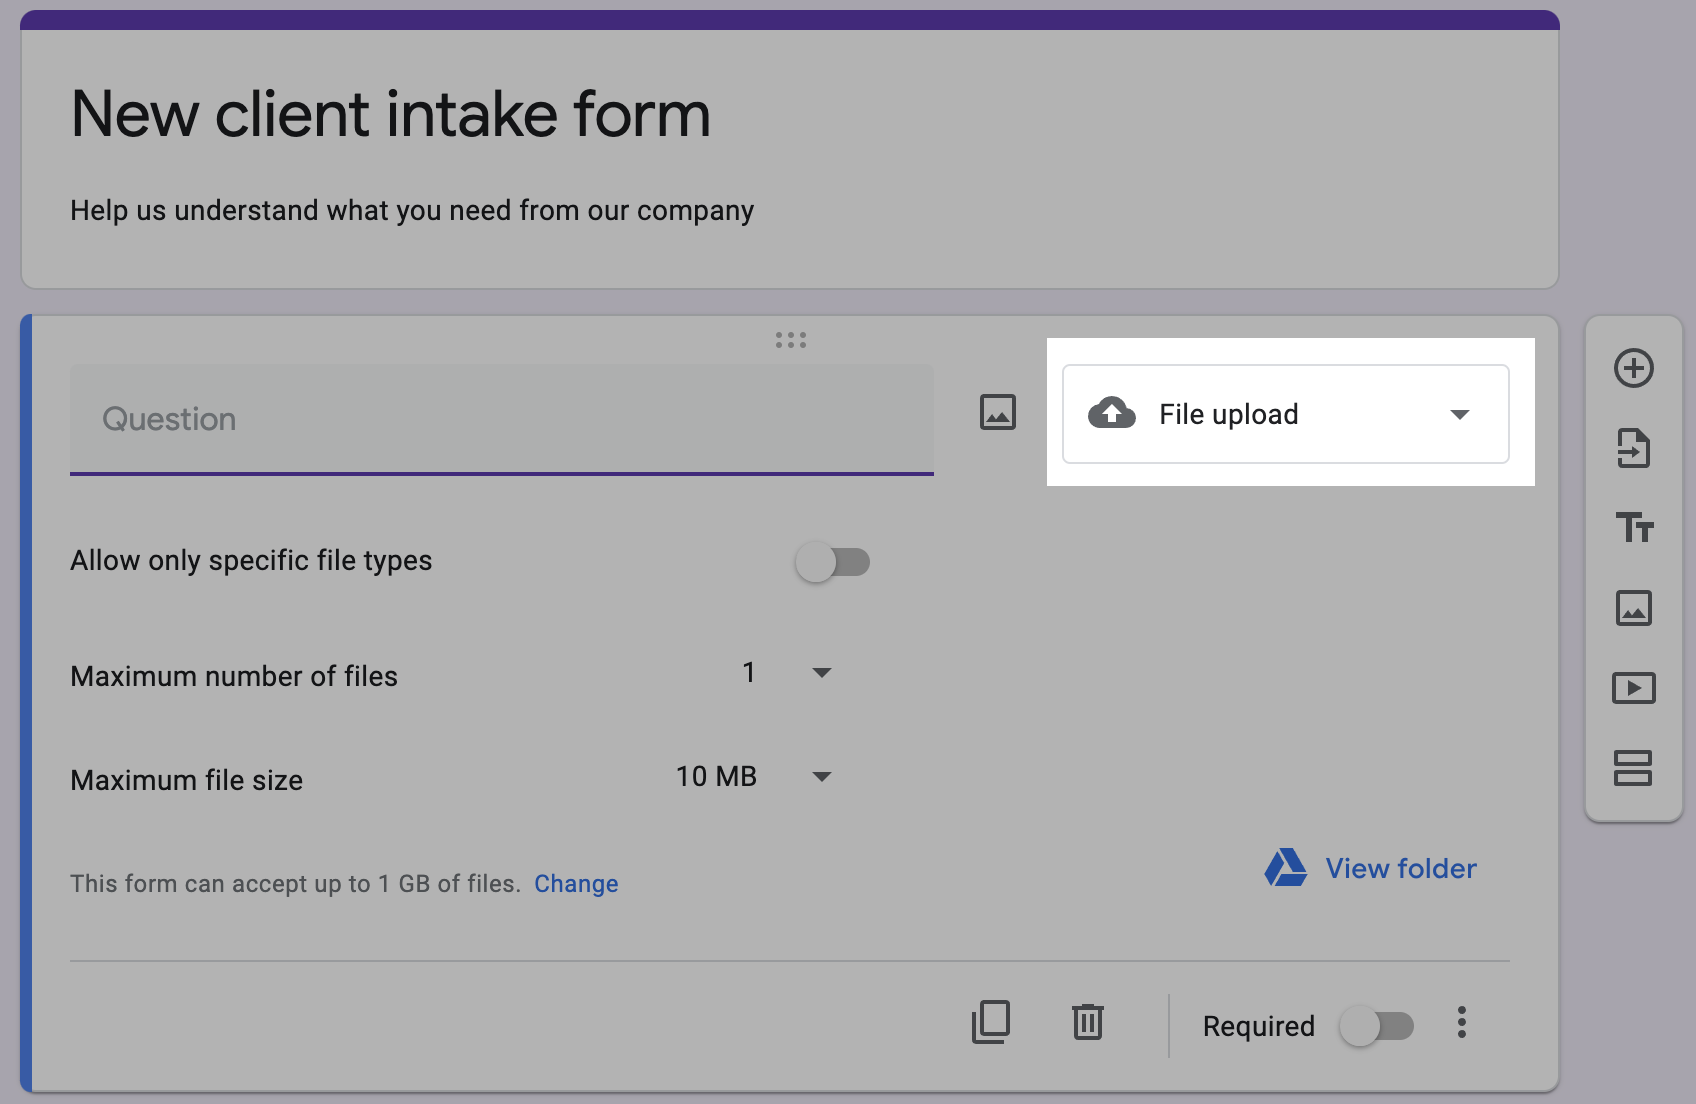 New client intake form
Help us understand what you need from our company
Question
File upload
Allow only specific file types
Maximum number of files 1
Maximum file size 10 MB
This form can accept up to 1 GB of files. Change
View folder
Required